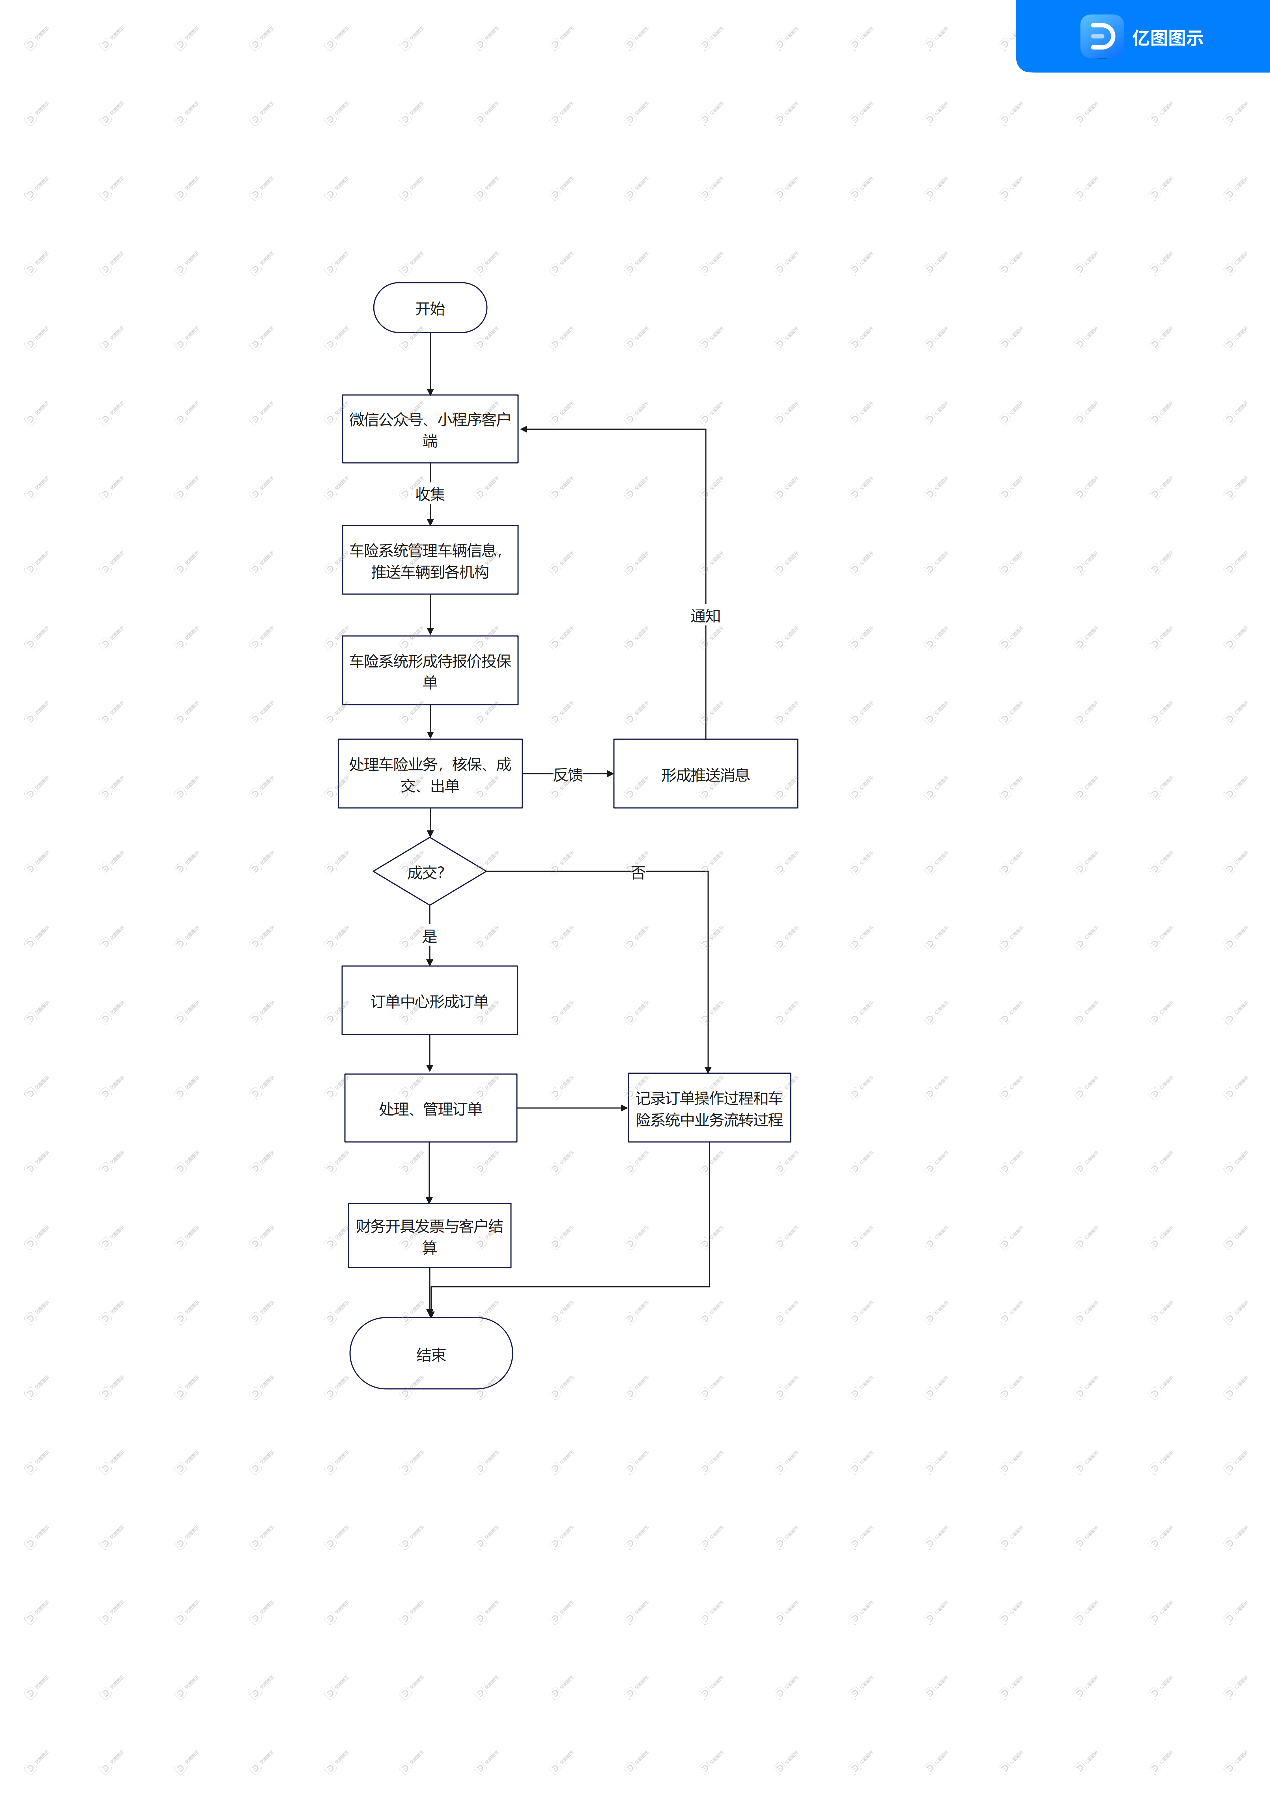 亿图图示
开始
微信公众号、小程序客户
端
收集
车险系统管理车辆信息，
推送车辆到各机构
通知
车险系统形成待报价投保
单
处理车险业务，核保、成
交、出单
反馈
形成推送消息
成交？
否
是
订单中心形成订单
处理、管理订单
记录订单操作过程和车
险系统中业务流转过程
财务开具发票与客户结
算
结束